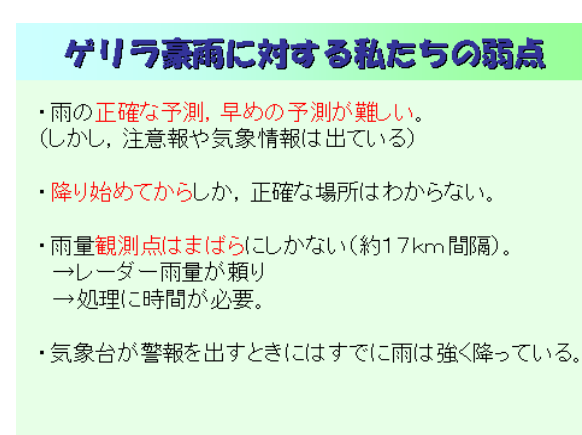 ゲリラ豪雨に対する私たちの弱点
・雨の正確な予測，早めの予測が難しい。
（しかし，注意報や気象情報は出ている）
・降り始めてからしか，正確な場所はわからない。
・雨量観測点はまばらにしかない（約17km間隔）。
→レーダー雨量が頼り
→処理に時間が必要。
・気象台が警報を出すときにはすでに雨は強く降っている。